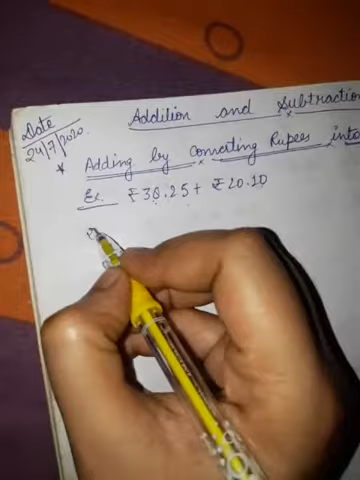 Date
24/7/2020
Addition and Subtraction
* Adding by converting Rupees into
Ex. ₹30.25 + ₹20.10